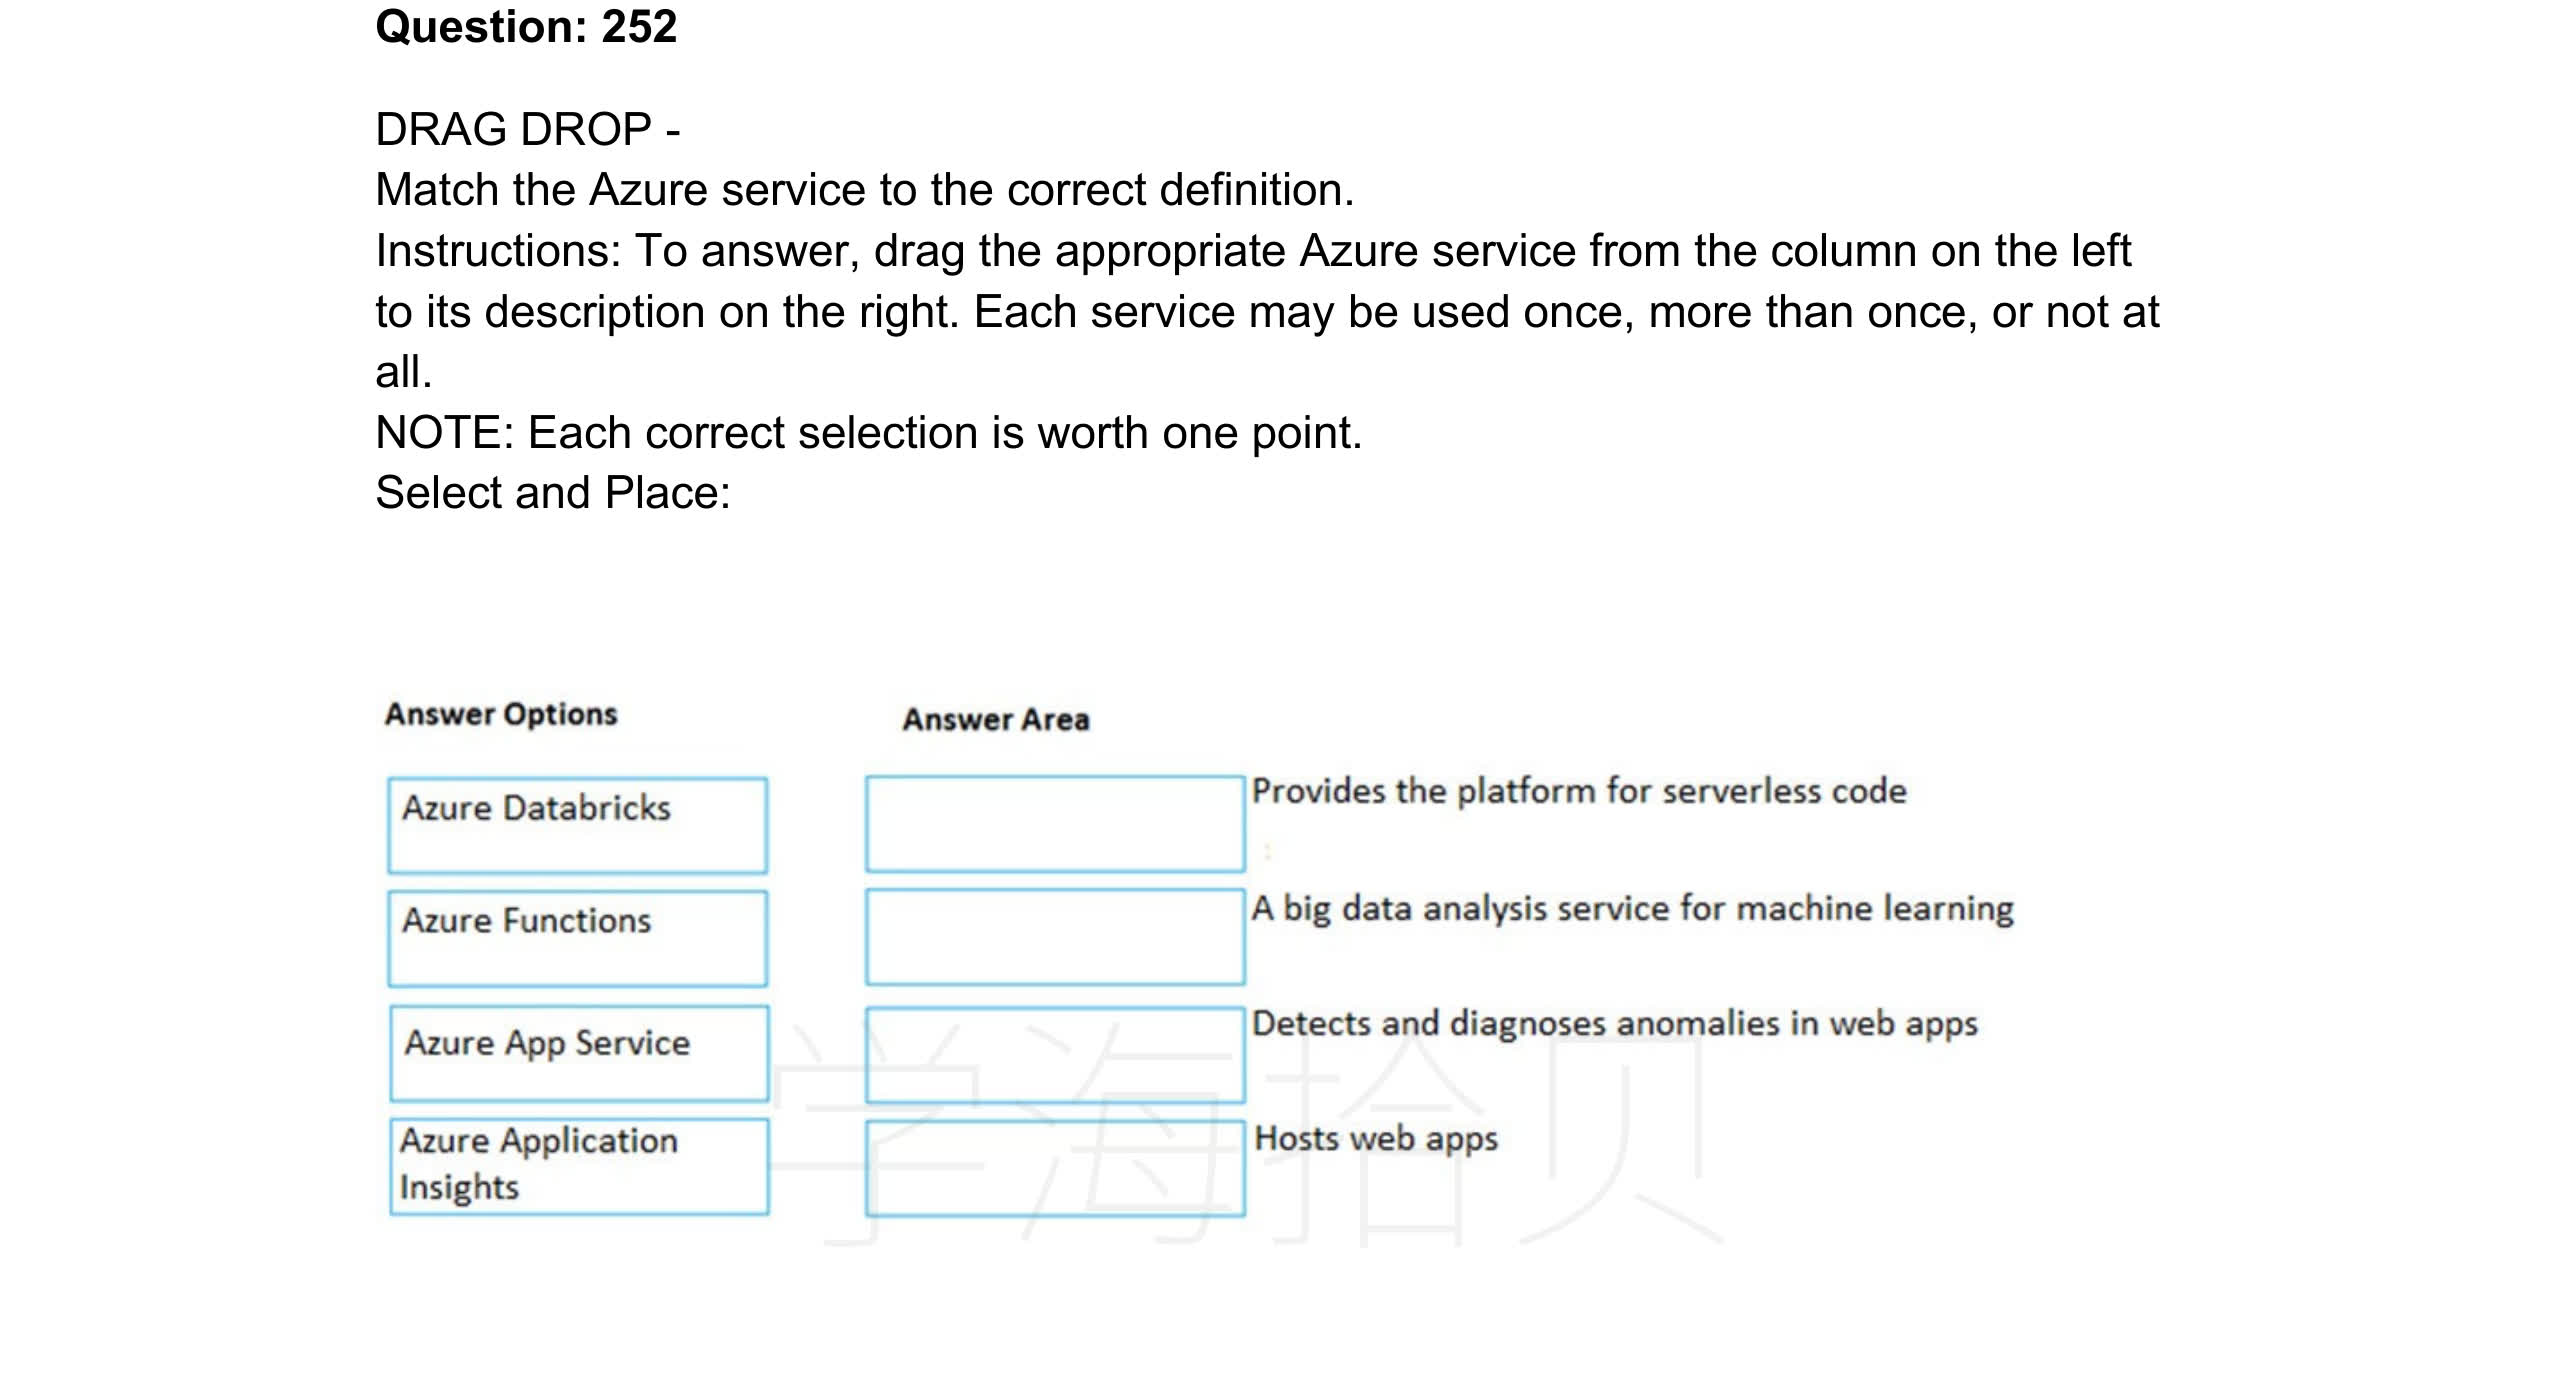 Question: 252
DRAG DROP -
Match the Azure service to the correct definition.
Instructions: To answer, drag the appropriate Azure service from the column on the left
to its description on the right. Each service may be used once, more than once, or not at
all.
NOTE: Each correct selection is worth one point.
Select and Place:
Answer Options
Answer Area
Azure Databricks
Provides the platform for serverless code
Azure Functions
A big data analysis service for machine learning
Azure App Service
Detects and diagnoses anomalies in web apps
Azure Application
Insights
Hosts web apps
学海拾贝